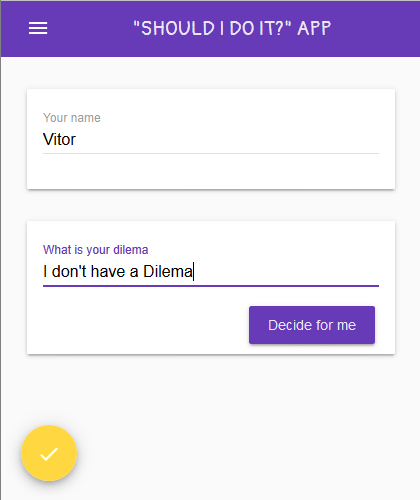 "SHOULD I DO IT?" APP
Your name
Vitor
What is your dilema
I don't have a Dilema
Decide for me